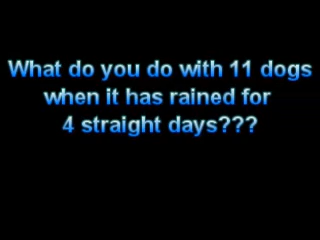 What do you do with 11 dogs
when it has rained for
4 straight days???